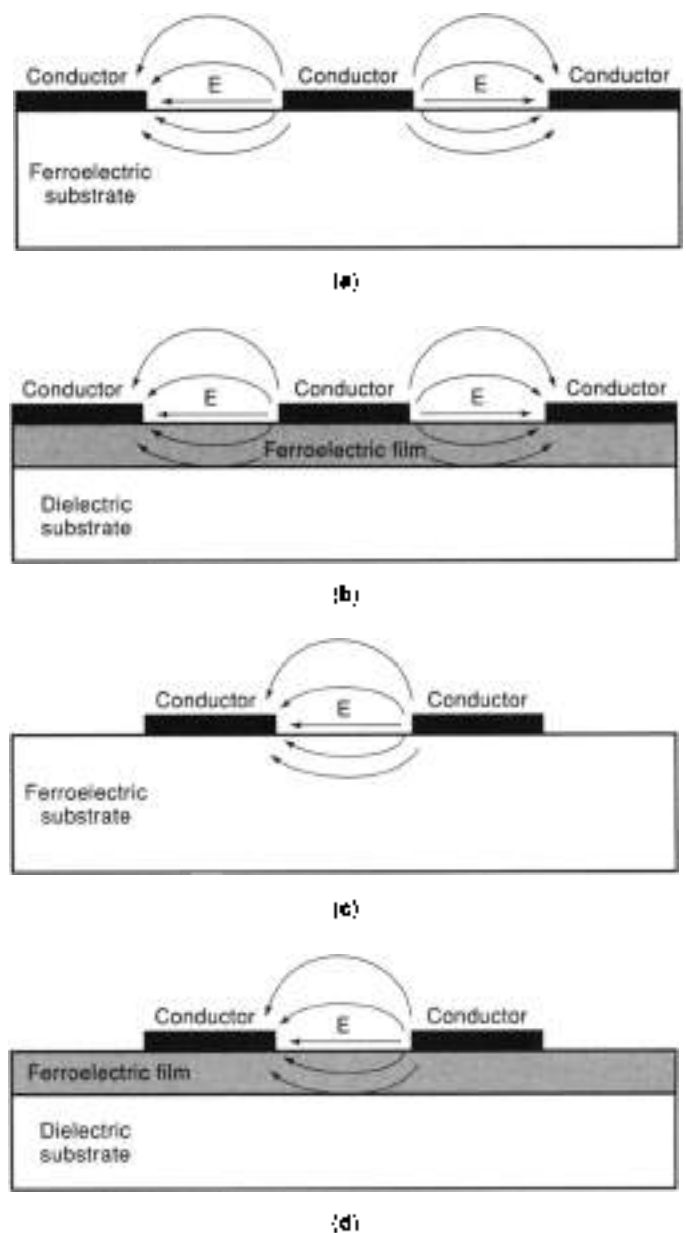 Conductor Conductor Conductor
E E
Ferroelectric
substrate
(a)
Conductor Conductor Conductor
E E
Ferroelectric film
Dielectric
substrate
(b)
Conductor Conductor
E
Ferroelectric
substrate
(c)
Conductor Conductor
E
Ferroelectric film
Dielectric
substrate
(d)